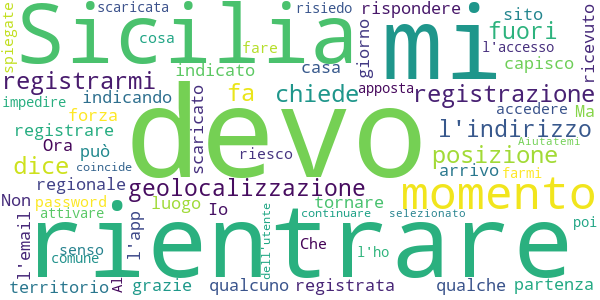 spiegate scaricata risiedo rispondere sito ricevuto
Sicilia mi
cosa fare giorno fuori l'accesso
registrarmi indicato casa capisco
impedire indicando scaricato fa chiede apposta registrazione
forza devo accedere Ma
registrare l'indirizzo
Ora può riesco Aiutatemi
dice coincide posizione
regionale geolocalizzazione arrivo farmi
Non password luogo tornare momento
attivare Io continuare selezionato
l'email l'app rientrare poi
senso comune Che l'ho
dell'utente
territorio Al grazie qualcuno registrata qualche partenza